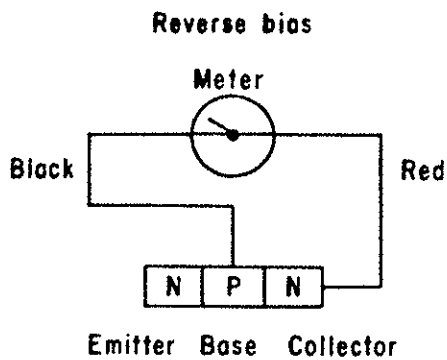 Reverse bias
Meter
Black
Red
N P N
Emitter Base Collector